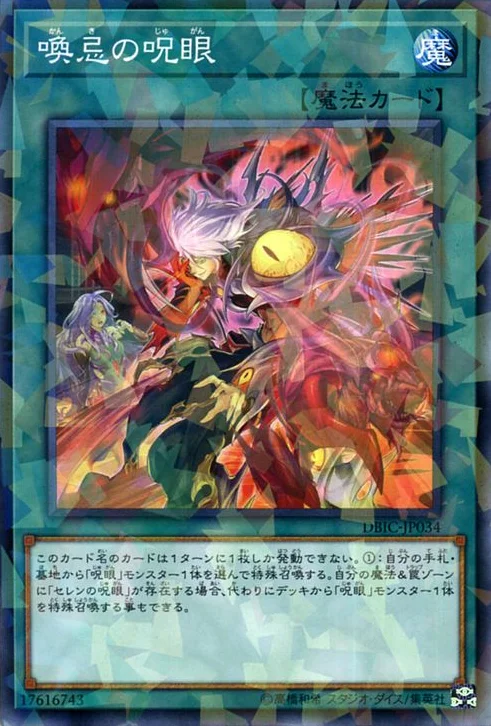 喚忌の呪眼
魔
【魔法カード】
DBIC-JP034
このカード名のカードは1ターンに1枚しか発動できない。①:自分の手札・
墓地から「呪眼」モンスター1体を選んで特殊召喚する。自分の魔法&罠ゾーン
に「セレンの呪眼」が存在する場合、代わりにデッキから「呪眼」モンスター1体
を特殊召喚する事もできる。
17616743
©高橋和希 スタジオ・ダイス/集英社